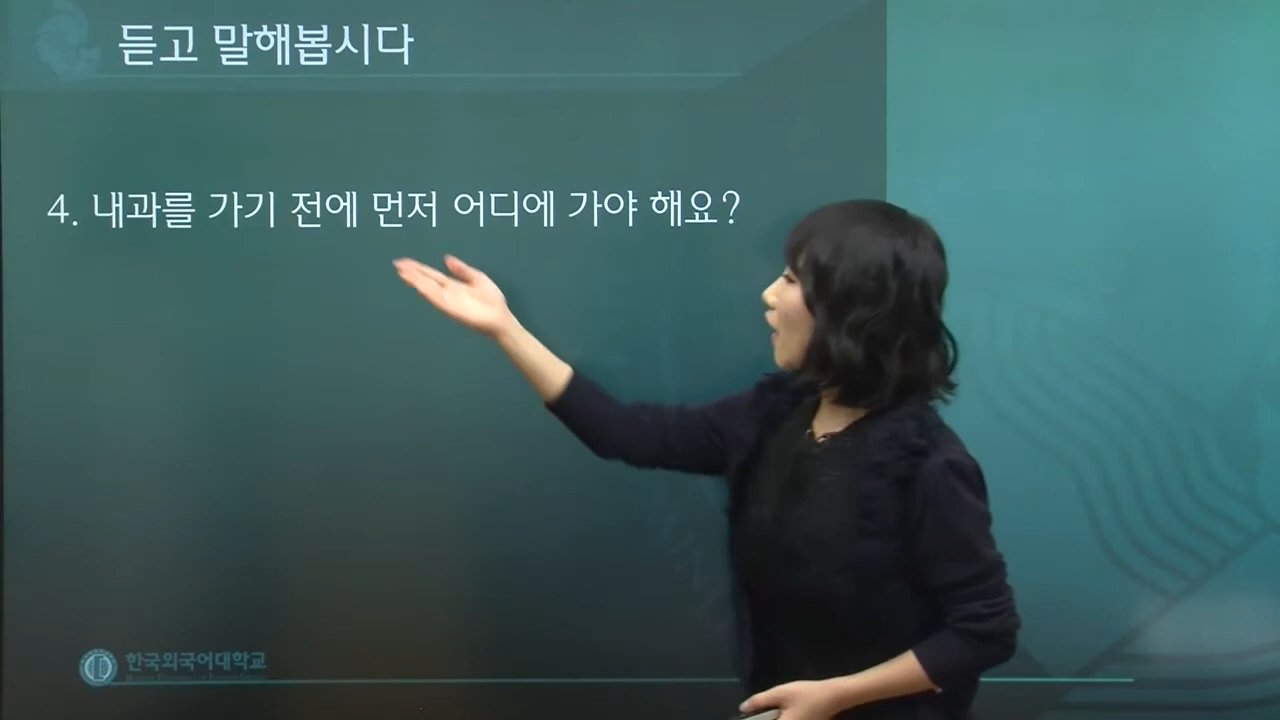 듣고 말해봅시다
4. 내과를 가기 전에 먼저 어디에 가야 해요?
한국외국어대학교